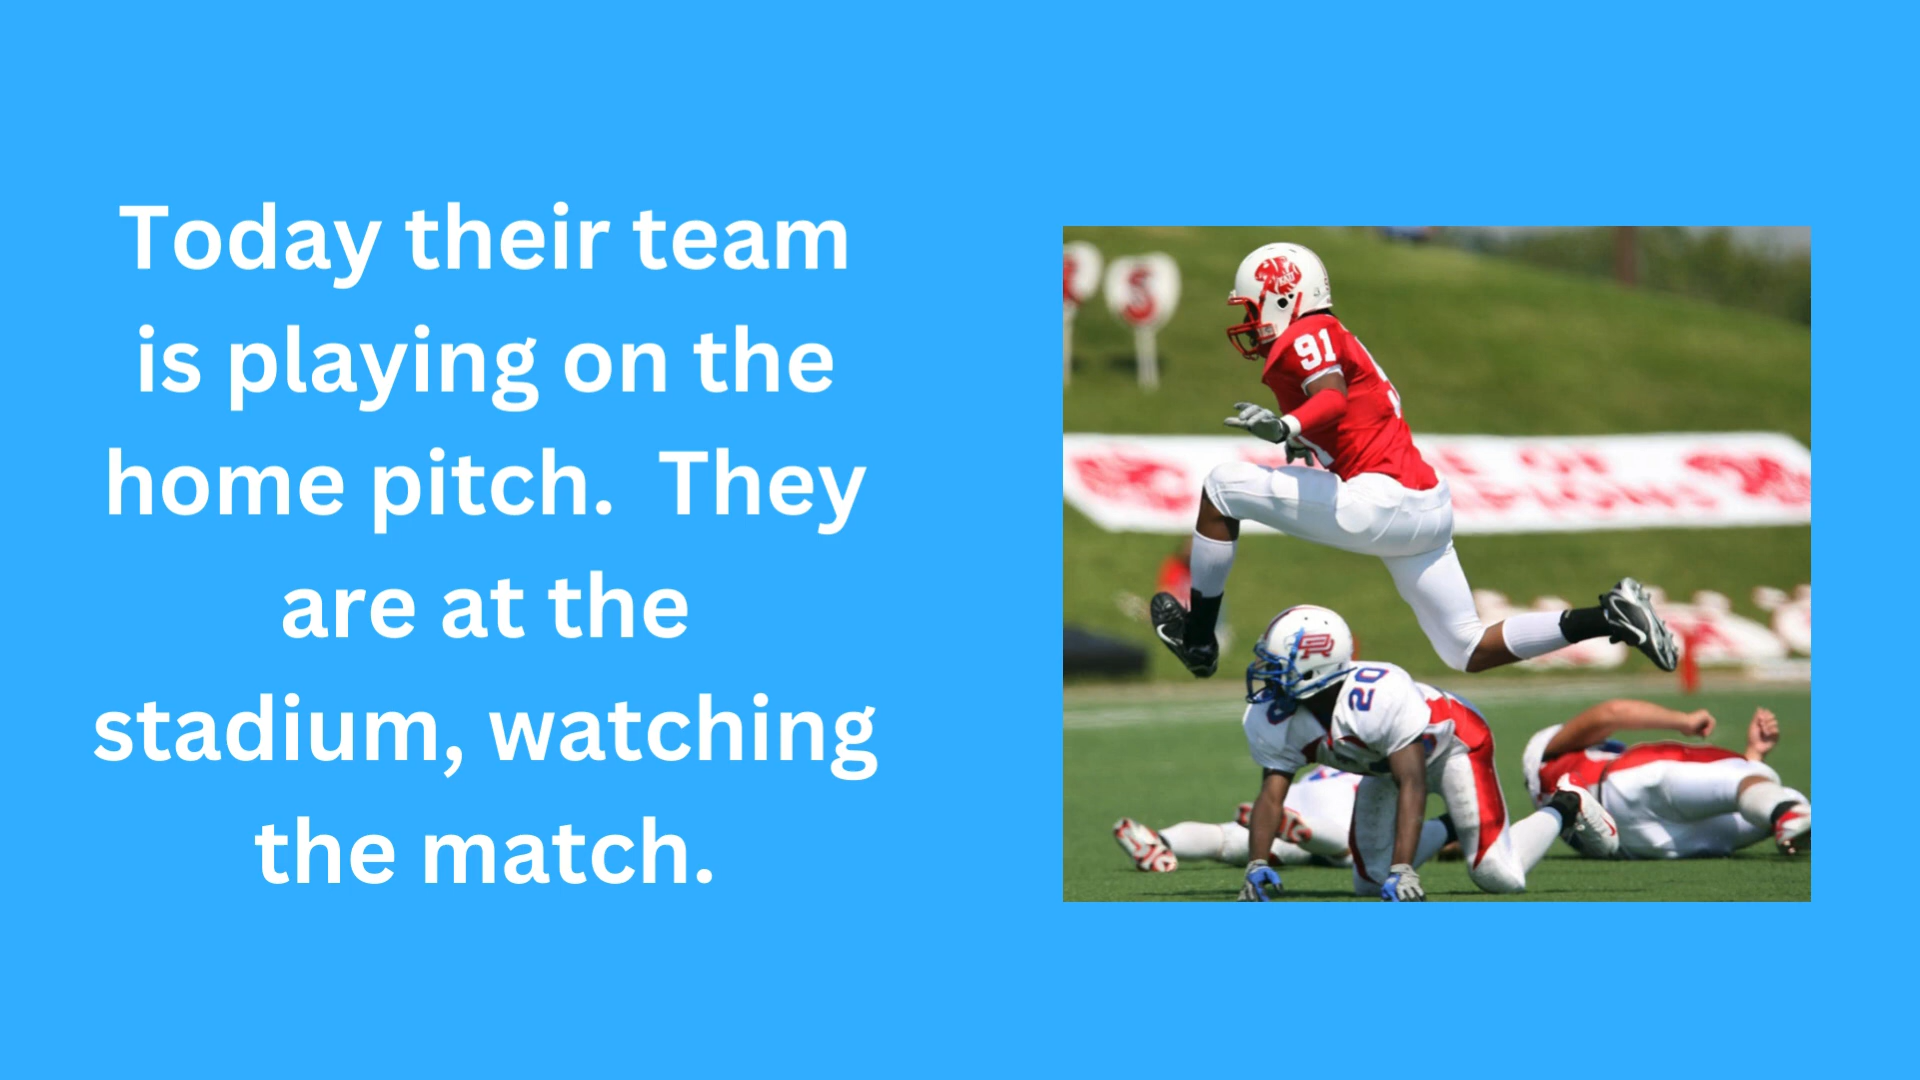 Today their team
is playing on the
home pitch.  They
are at the
stadium, watching
the match.
S
91
20